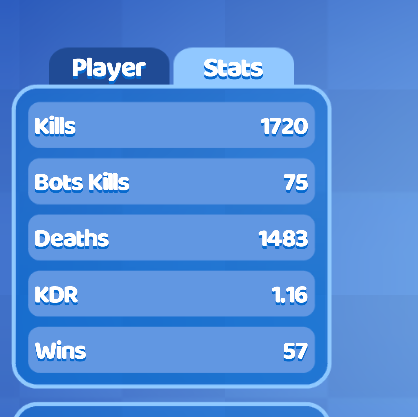 Player Stats
Kills 1720
Bots Kills 75
Deaths 1483
KDR 1.16
Wins 57